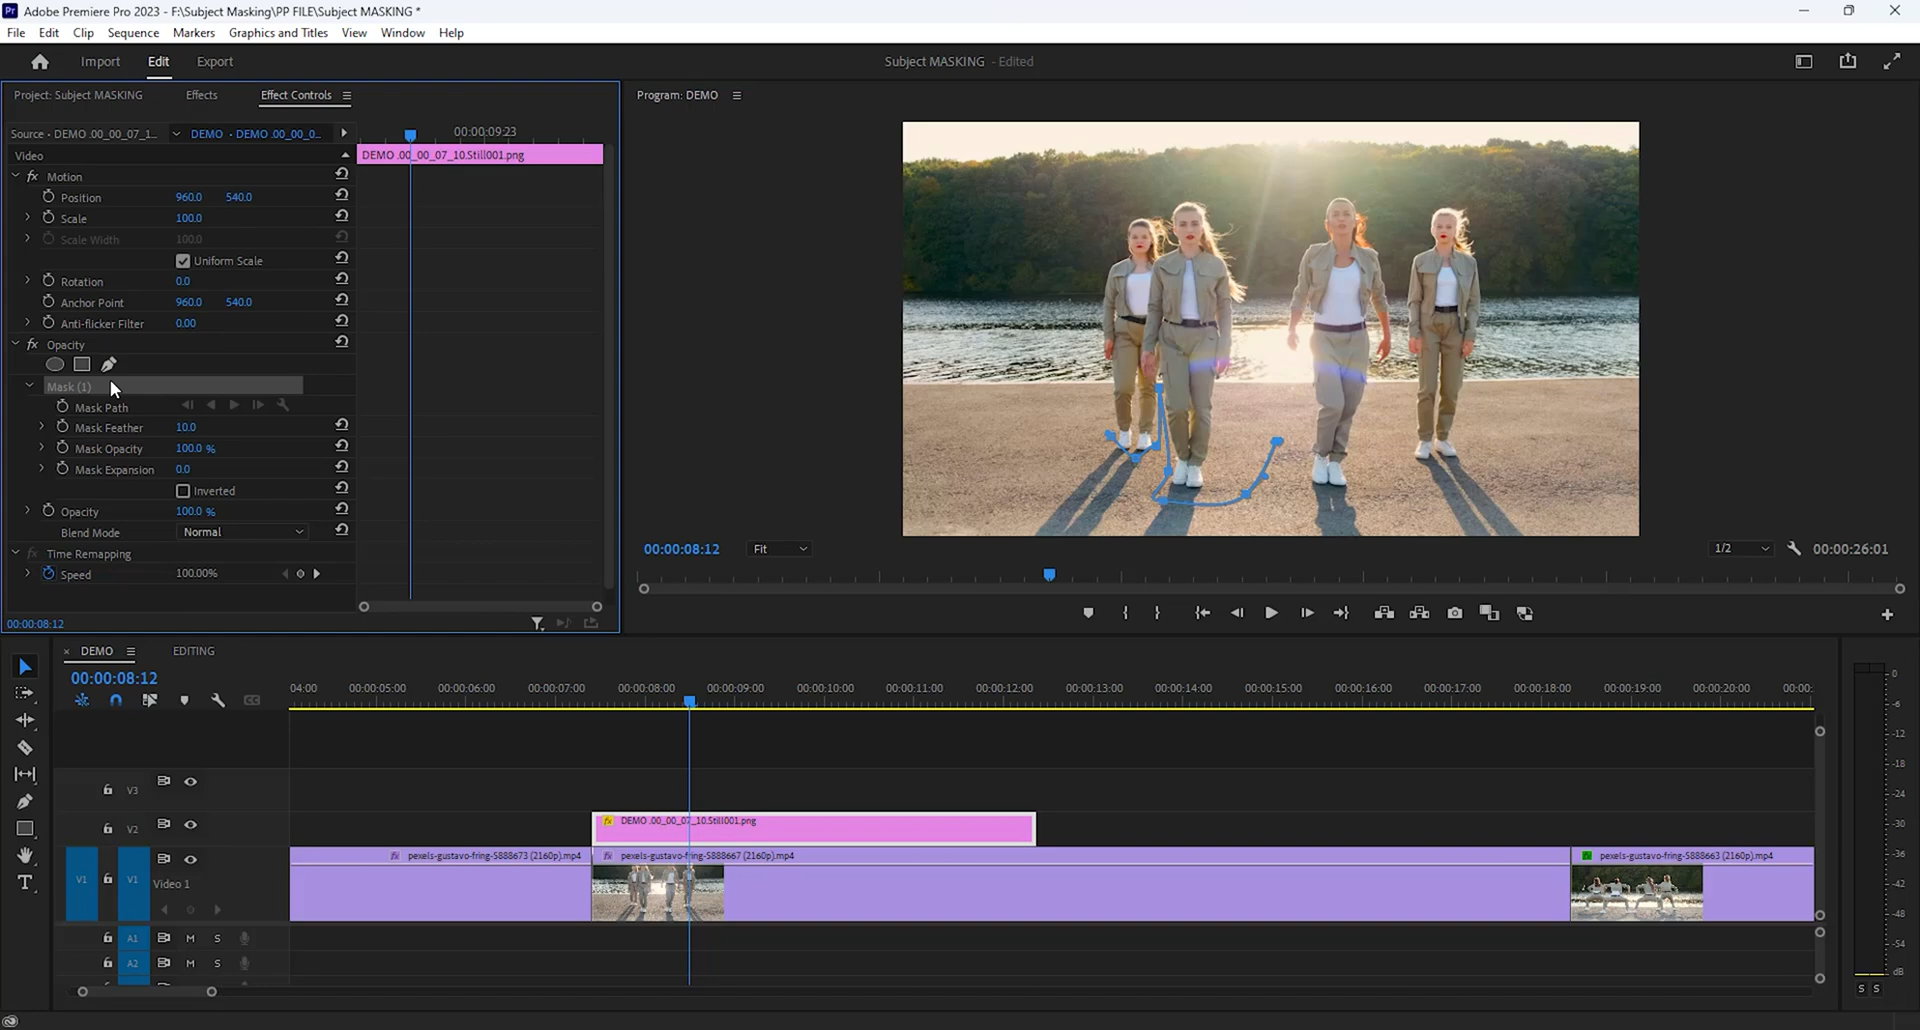 Pr Adobe Premiere Pro 2023 - F:\Subject Masking\PP FILE\Subject MASKING *
File Edit Clip Sequence Markers Graphics and Titles View Window Help
Import Edit Export Subject MASKING - Edited
Project: Subject MASKING Effects Effect Controls
Source • DEMO .00_00_07_1... DEMO • DEMO .00_00_0...
00:00:09:23
Video
DEMO .00_00_07_10.Still001.png
fx Motion
Position 960.0 540.0
Scale 100.0
Scale Width 100.0
Uniform Scale
Rotation 0.0
Anchor Point 960.0 540.0
Anti-flicker Filter 0.00
fx Opacity
Mask (1)
Mask Path
Mask Feather 10.0
Mask Opacity 100.0 %
Mask Expansion 0.0
Inverted
Opacity 100.0 %
Blend Mode Normal
fx Time Remapping
Speed 100.00%
00:00:08:12
Program: DEMO
00:00:08:12 Fit 1/2 00:00:26:01
× DEMO EDITING
00:00:08:12
CC
04:00 00:00:05:00 00:00:06:00 00:00:07:00 00:00:08:00 00:00:09:00 00:00:10:00 00:00:11:00 00:00:12:00 00:00:13:00 00:00:14:00 00:00:15:00 00:00:16:00 00:00:17:00 00:00:18:00 00:00:19:00 00:00:20:00 00:00:
V3
V2
fx DEMO .00_00_07_10.Still001.png
V1 V1 Video 1
fx pexels-gustavo-fring-5888673 (2160p).mp4
fx pexels-gustavo-fring-5888667 (2160p).mp4
fx pexels-gustavo-fring-5888663 (2160p).mp4
A1 M S
A2 M S
0
-6
-12
-18
-24
-30
-36
-42
-48
-54
dB
S S